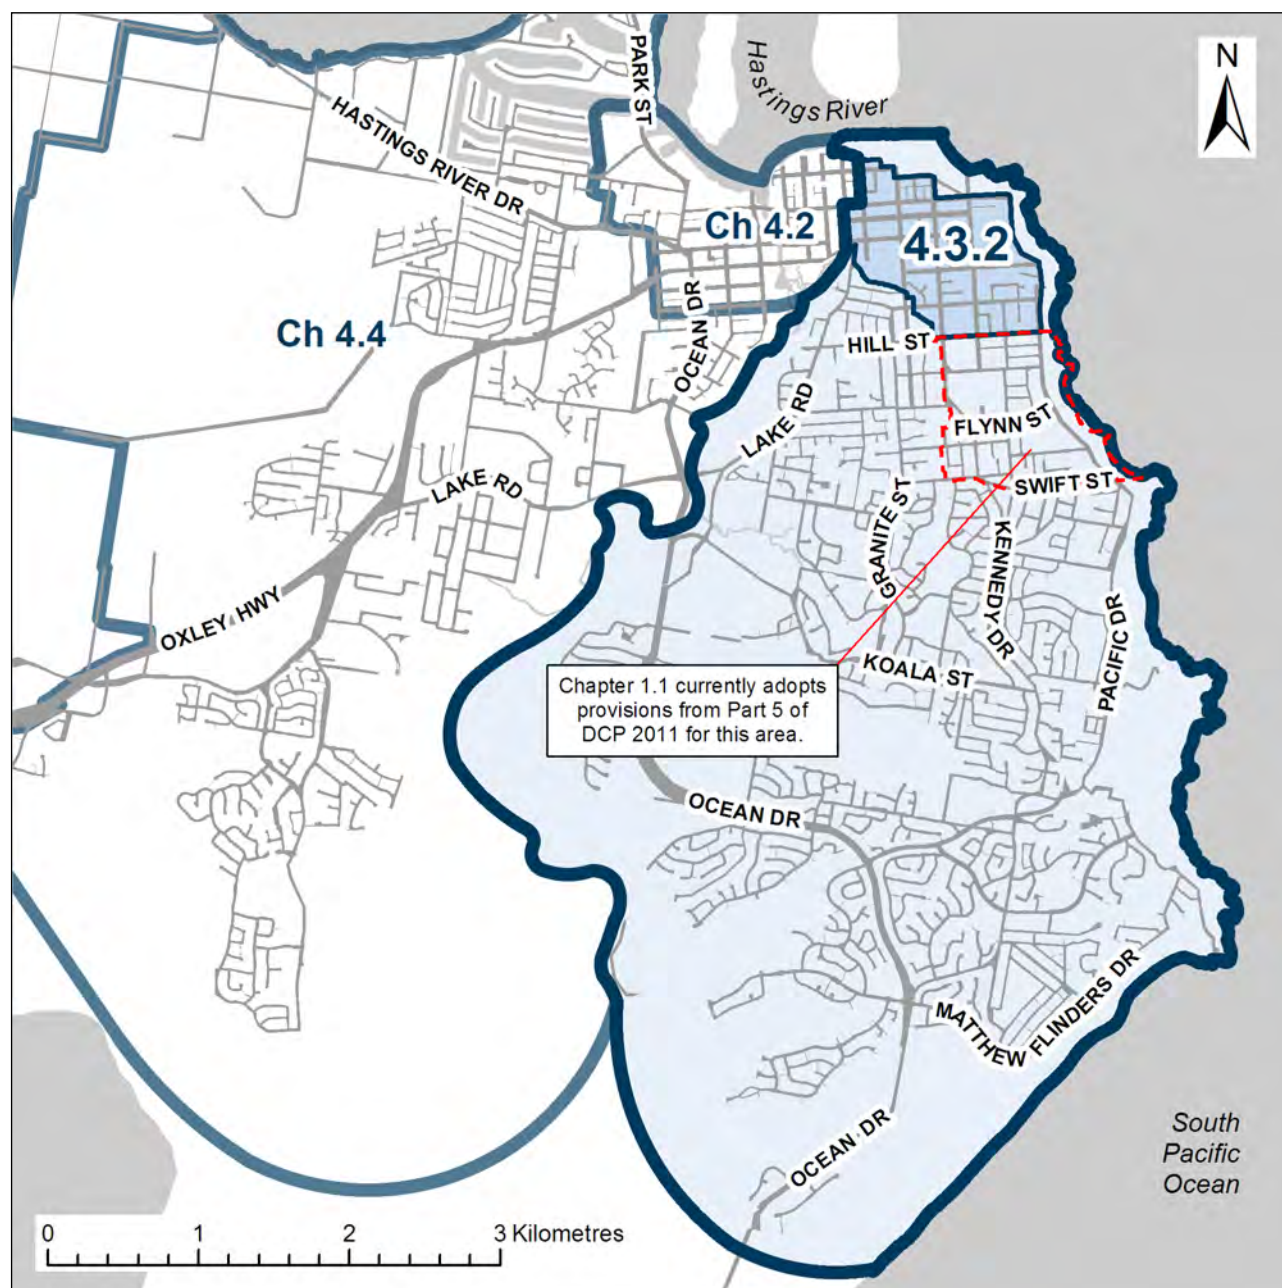 PARK ST
Hastings River
N
HASTINGS RIVER DR
Ch 4.2
4.3.2
OCEAN DR
Ch 4.4
HILL ST
LAKE RD
FLYNN ST
LAKE RD
SWIFT ST
GRANITE ST
KENNEDY DR
OXLEY HWY
PACIFIC DR
KOALA ST
Chapter 1.1 currently adopts
provisions from Part 5 of
DCP 2011 for this area.
OCEAN DR
MATTHEW FLINDERS DR
OCEAN DR
South
Pacific
Ocean
0 1 2 3 Kilometres